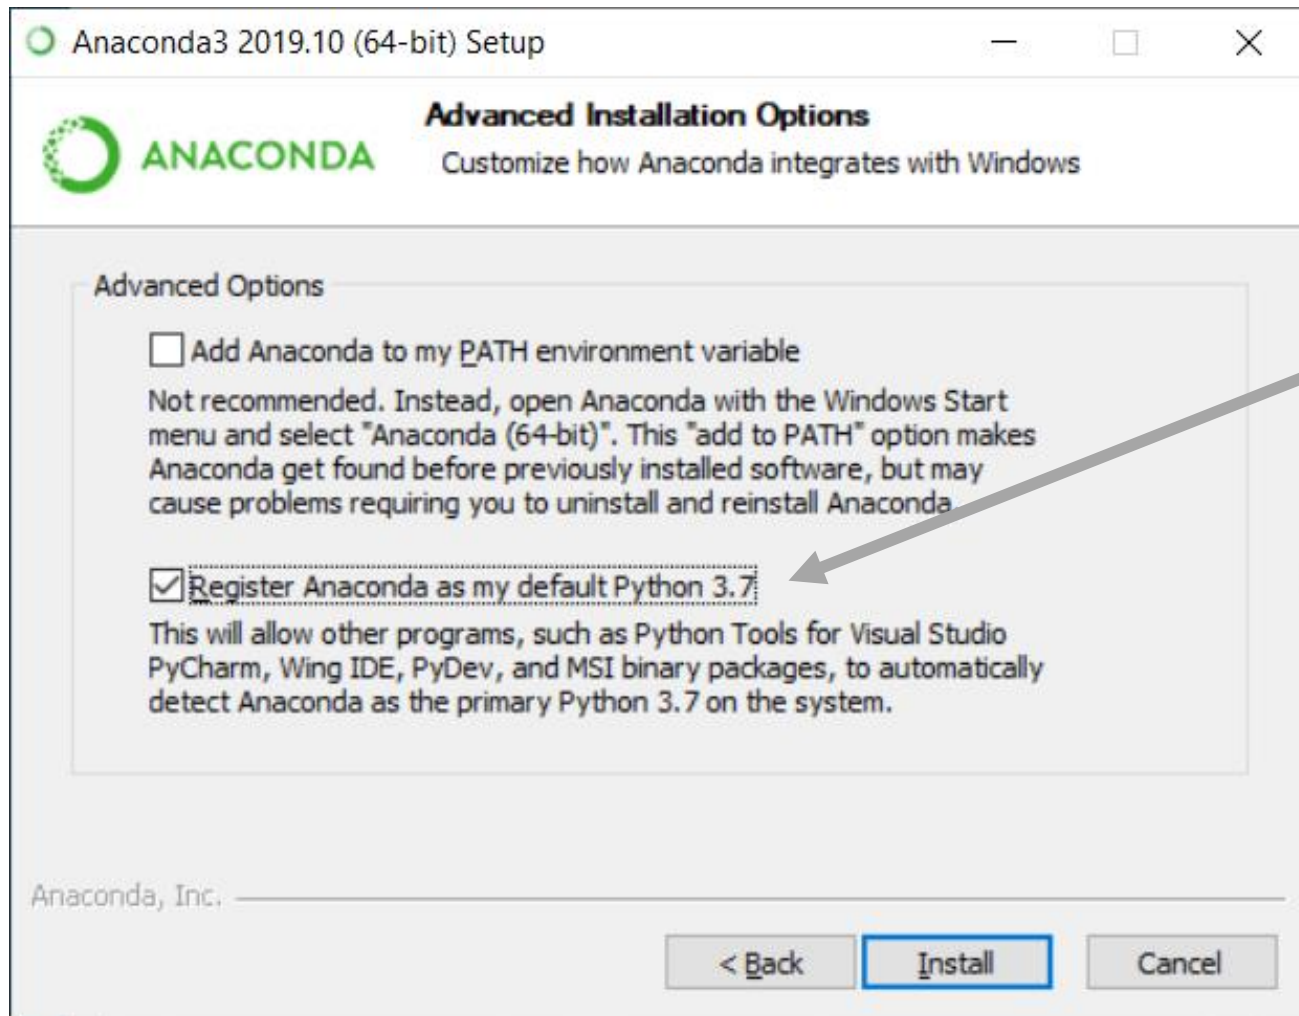 Anaconda3 2019.10 (64-bit) Setup
ANACONDA
Advanced Installation Options
Customize how Anaconda integrates with Windows
Advanced Options
Add Anaconda to my PATH environment variable
Not recommended. Instead, open Anaconda with the Windows Start
menu and select "Anaconda (64-bit)". This "add to PATH" option makes
Anaconda get found before previously installed software, but may
cause problems requiring you to uninstall and reinstall Anaconda.
Register Anaconda as my default Python 3.7
This will allow other programs, such as Python Tools for Visual Studio
PyCharm, Wing IDE, PyDev, and MSI binary packages, to automatically
detect Anaconda as the primary Python 3.7 on the system.
Anaconda, Inc.
< Back
Install
Cancel